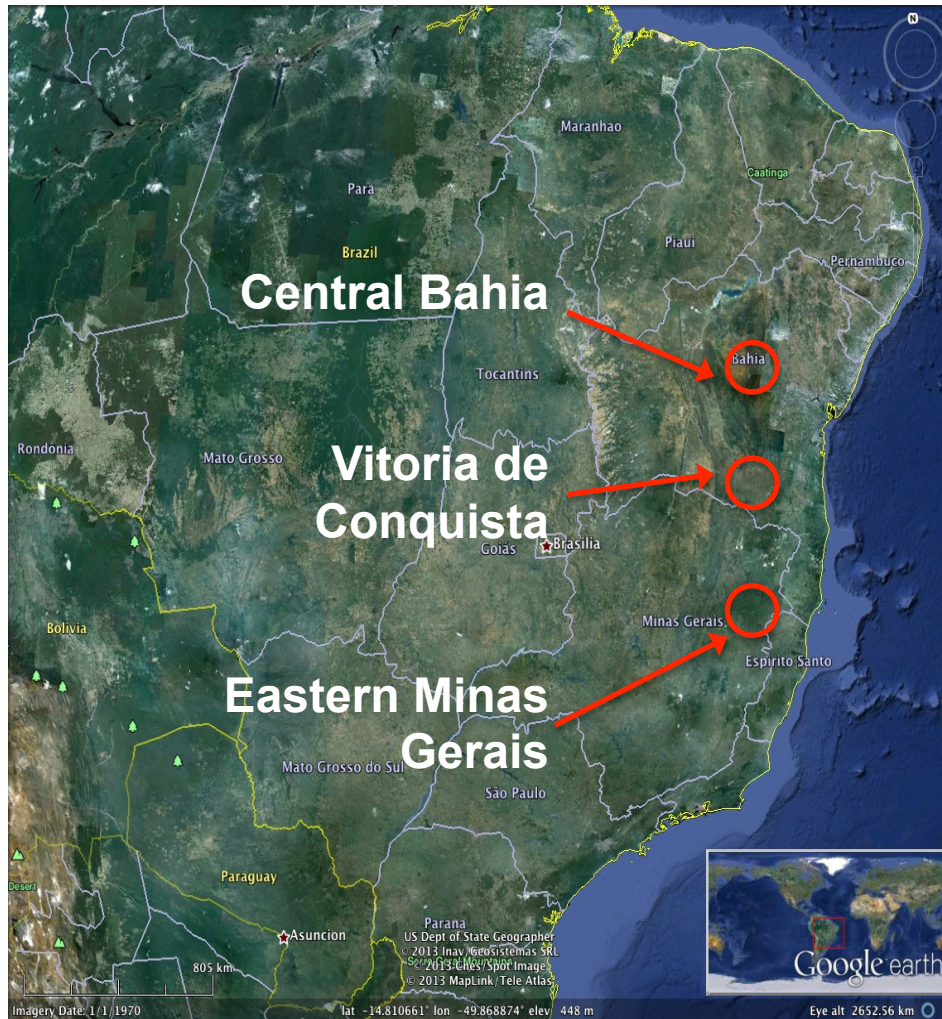 N
Maranhao
Caatinga
Para
Brazil
Piaui
Pernambuco
Central Bahia
Bahia
Tocantins
Rondonia
Mato Grosso
Vitoria de
Conquista
Goiás
Brasilia
Bolivia
Minas Gerais
Espirito Santo
Eastern Minas
Gerais
Mato Grosso do Sul
São Paulo
Desert
Paraguay
Parana
Asuncion
US Dept of State Geographer
© 2013 Inav/Geosistemas SRL
© 2013 Cnes/Spot Image
© 2013 MapLink/Tele Atlas
805 km
Google earth
Imagery Date: 1/1/1970
lat -14.810661° lon -49.868874° elev 448 m
Eye alt 2652.56 km